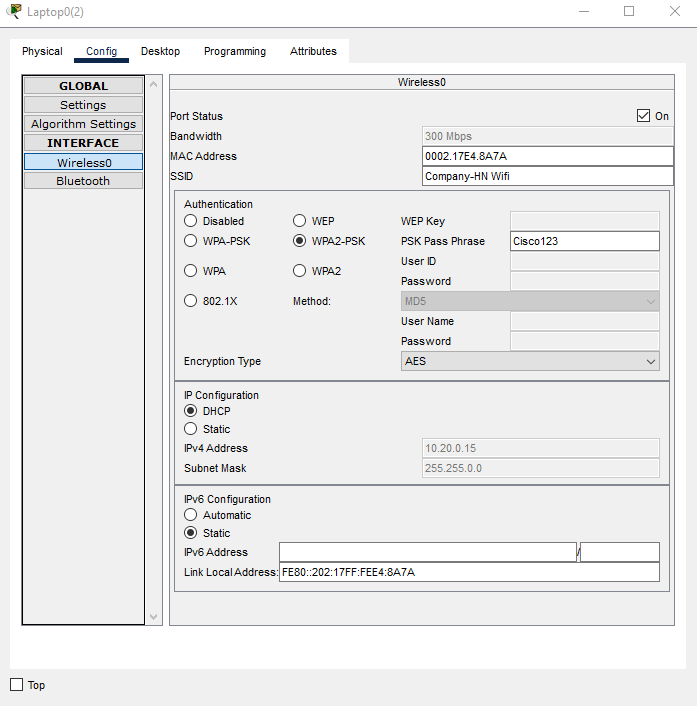 Laptop0(2)
Physical Config Desktop Programming Attributes
GLOBAL
Settings
Algorithm Settings
INTERFACE
Wireless0
Bluetooth
Wireless0
Port Status On
Bandwidth 300 Mbps
MAC Address 0002.17E4.8A7A
SSID Company-HN Wifi
Authentication
Disabled WEP WEP Key
WPA-PSK WPA2-PSK PSK Pass Phrase Cisco123
User ID
WPA WPA2
Password
802.1X Method: MD5
User Name
Password
Encryption Type AES
IP Configuration
DHCP
Static
IPv4 Address 10.20.0.15
Subnet Mask 255.255.0.0
IPv6 Configuration
Automatic
Static
IPv6 Address /
Link Local Address: FE80::202:17FF:FEE4:8A7A
Top